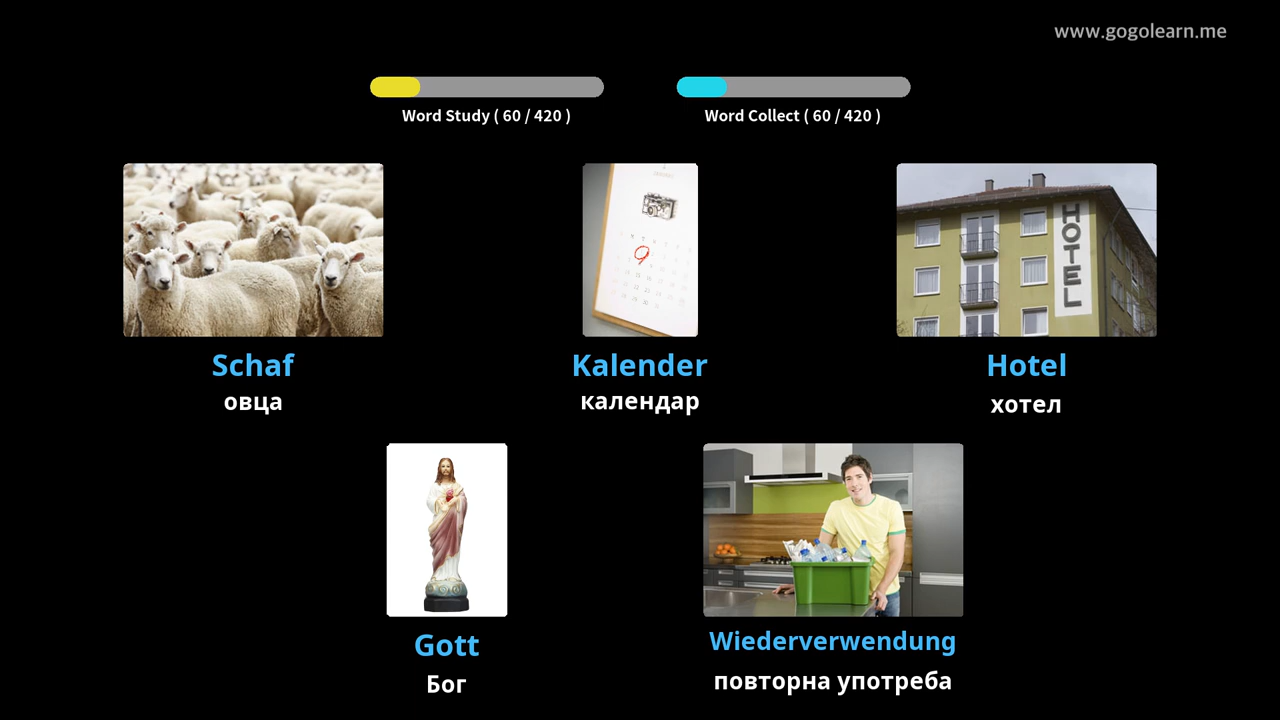 www.gogolearn.me
Word Study ( 60 / 420 )
Word Collect ( 60 / 420 )
HOTEL
Schaf
Kalender
Hotel
овца
календар
хотел
9
Gott
Wiederverwendung
Бог
повторна употреба